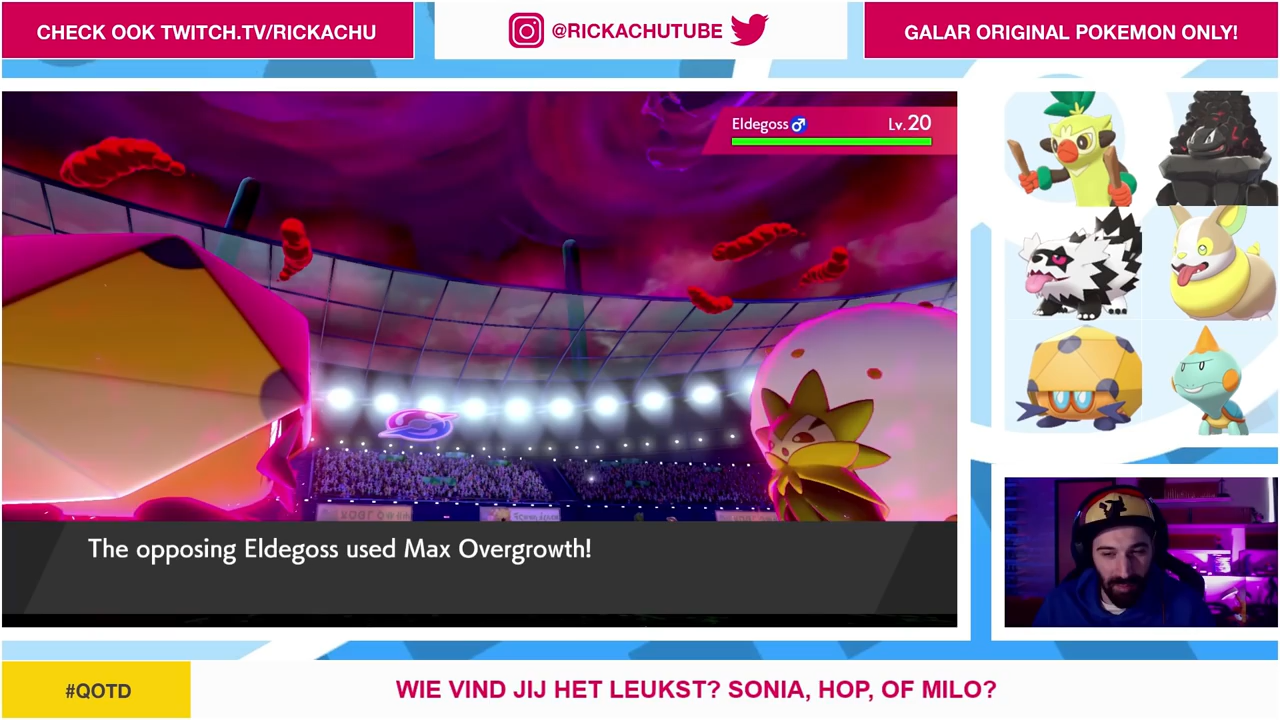 CHECK OOK TWITCH.TV/RICKACHU
@RICKACHUTUBE
GALAR ORIGINAL POKEMON ONLY!
Eldegoss♂ Lv.20
The opposing Eldegoss used Max Overgrowth!
#QOTD
WIE VIND JIJ HET LEUKST? SONIA, HOP, OF MILO?